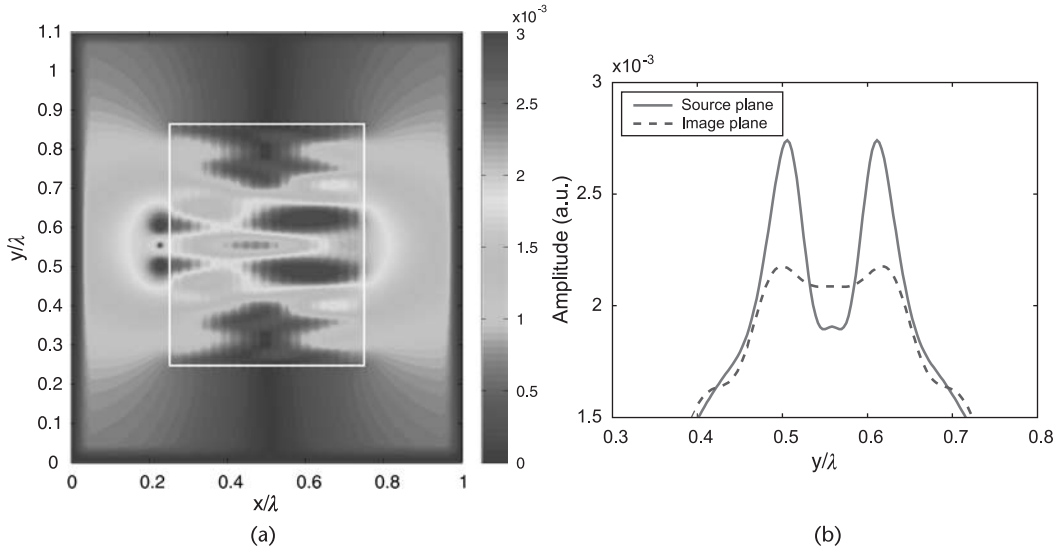 x10⁻³
1.1
1
0.9
0.8
0.7
0.6
0.5
0.4
0.3
0.2
0.1
0
y/λ
0 0.2 0.4 0.6 0.8 1
x/λ
3
2.5
2
1.5
1
0.5
0
(a)
x10⁻³
3
2.5
2
1.5
Amplitude (a.u.)
Source plane
Image plane
0.3 0.4 0.5 0.6 0.7 0.8
y/λ
(b)